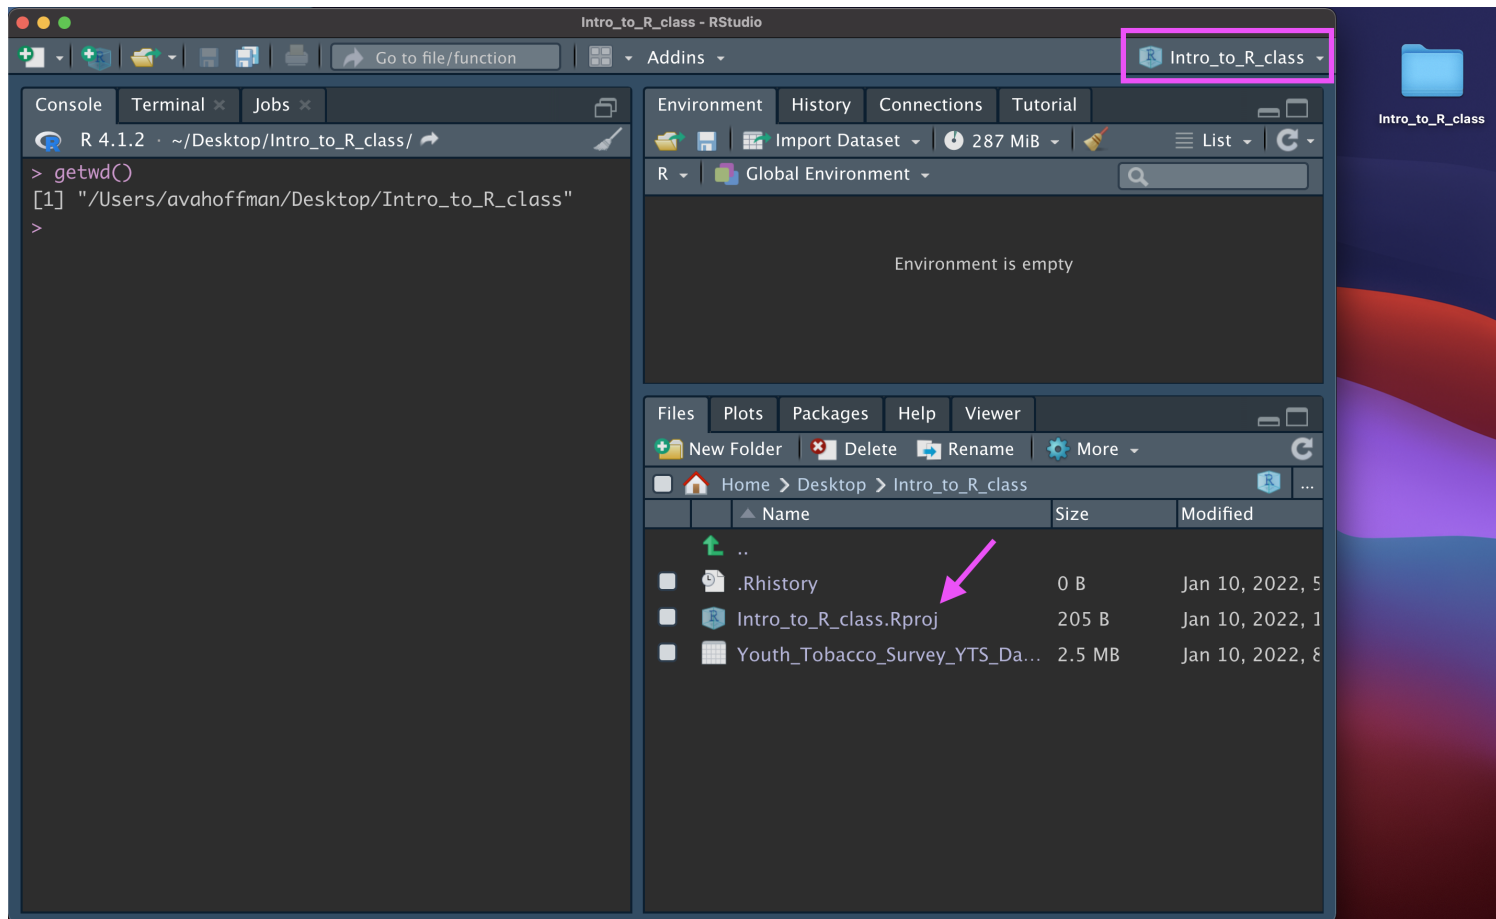 Intro_to_R_class - RStudio
Go to file/function
Addins
Intro_to_R_class
Intro_to_R_class
Console Terminal Jobs
R 4.1.2 · ~/Desktop/Intro_to_R_class/
> getwd()
[1] "/Users/avahoffman/Desktop/Intro_to_R_class"
>
Environment History Connections Tutorial
Import Dataset 287 MiB List
R Global Environment
Environment is empty
Files Plots Packages Help Viewer
New Folder Delete Rename More
Home Desktop Intro_to_R_class ...
Name Size Modified
..
.Rhistory 0 B Jan 10, 2022, 5
Intro_to_R_class.Rproj 205 B Jan 10, 2022, 1
Youth_Tobacco_Survey_YTS_Da... 2.5 MB Jan 10, 2022,